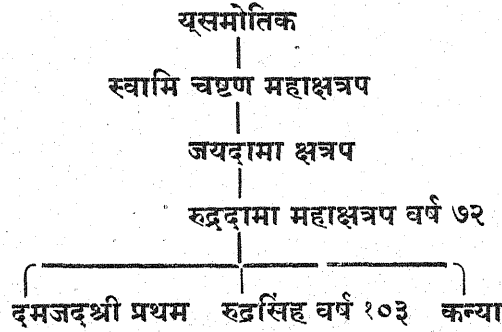 य्समोतिक
स्वामि चष्टण महाक्षत्रप
जयदामा क्षत्रप
रुद्रदामा महाक्षत्रप वर्ष ७२
दमजदश्री प्रथम रुद्रसिंह वर्ष १०३ कन्या